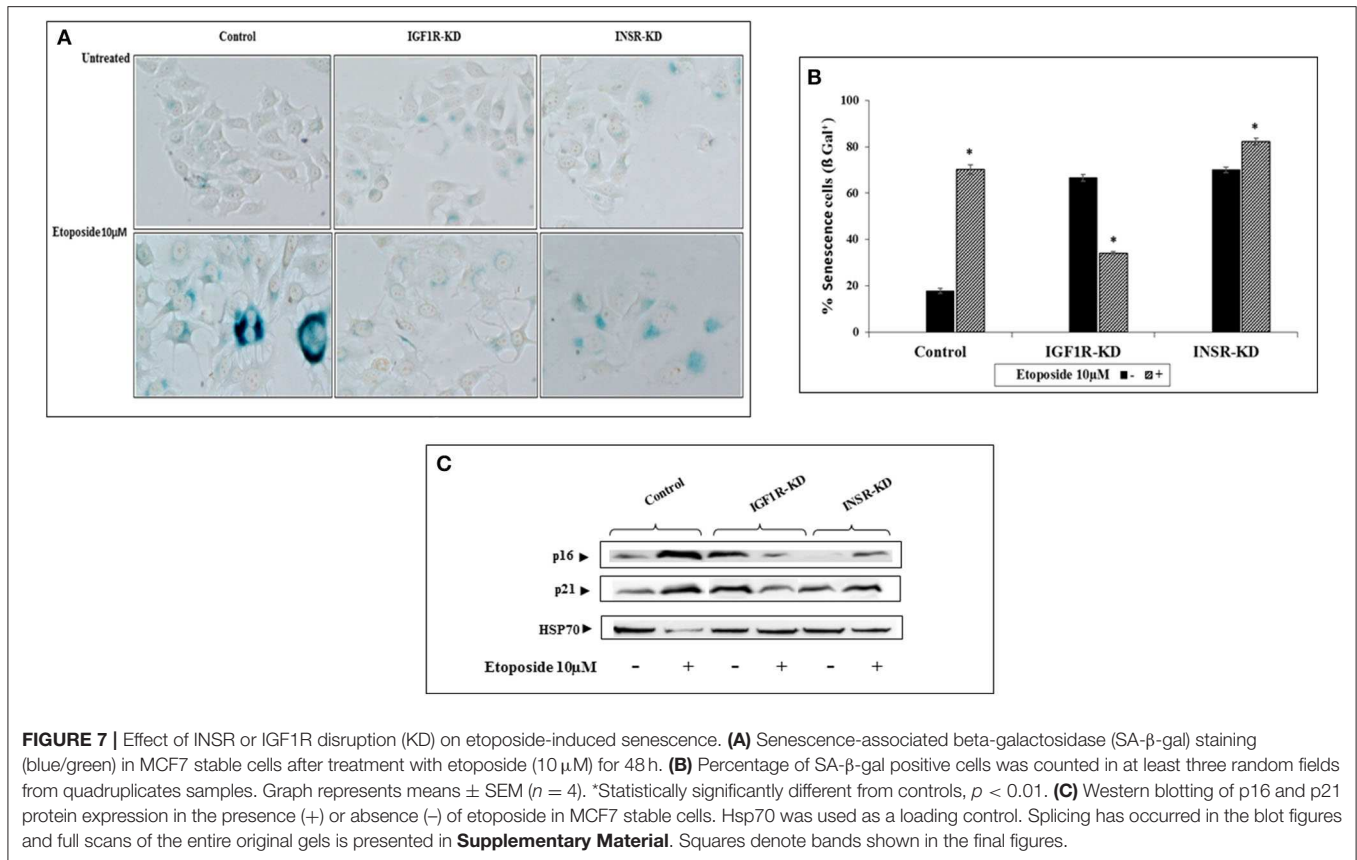 A
Control IGF1R-KD INSR-KD
Untreated
Etoposide10µM
B
% Senescence cells (ß Gal⁺)
100
80
60
40
20
0
* * *
Control IGF1R-KD INSR-KD
Etoposide 10µM - +
C
Control IGF1R-KD INSR-KD
p16
p21
HSP70
Etoposide 10µM - + - + - +
FIGURE 7 | Effect of INSR or IGF1R disruption (KD) on etoposide-induced senescence. (A) Senescence-associated beta-galactosidase (SA-β-gal) staining
(blue/green) in MCF7 stable cells after treatment with etoposide (10 μM) for 48 h. (B) Percentage of SA-β-gal positive cells was counted in at least three random fields
from quadruplicates samples. Graph represents means ± SEM (n = 4). *Statistically significantly different from controls, p < 0.01. (C) Western blotting of p16 and p21
protein expression in the presence (+) or absence (–) of etoposide in MCF7 stable cells. Hsp70 was used as a loading control. Splicing has occurred in the blot figures
and full scans of the entire original gels is presented in Supplementary Material. Squares denote bands shown in the final figures.